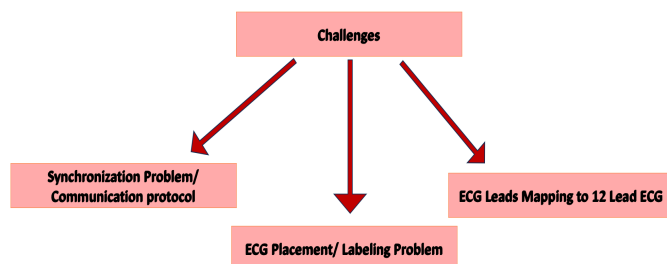 Challenges
Synchronization Problem/
Communication protocol
ECG Leads Mapping to 12 Lead ECG
ECG Placement/ Labeling Problem